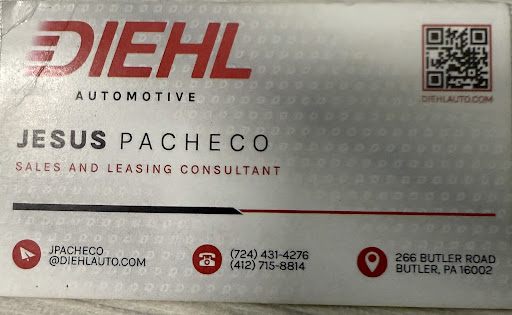 DIEHL
AUTOMOTIVE
DIEHLAUTO.COM
JESUS PACHECO
SALES AND LEASING CONSULTANT
JPACHECO
@DIEHLAUTO.COM
(724) 431-4276
(412) 715-8814
266 BUTLER ROAD
BUTLER, PA 16002